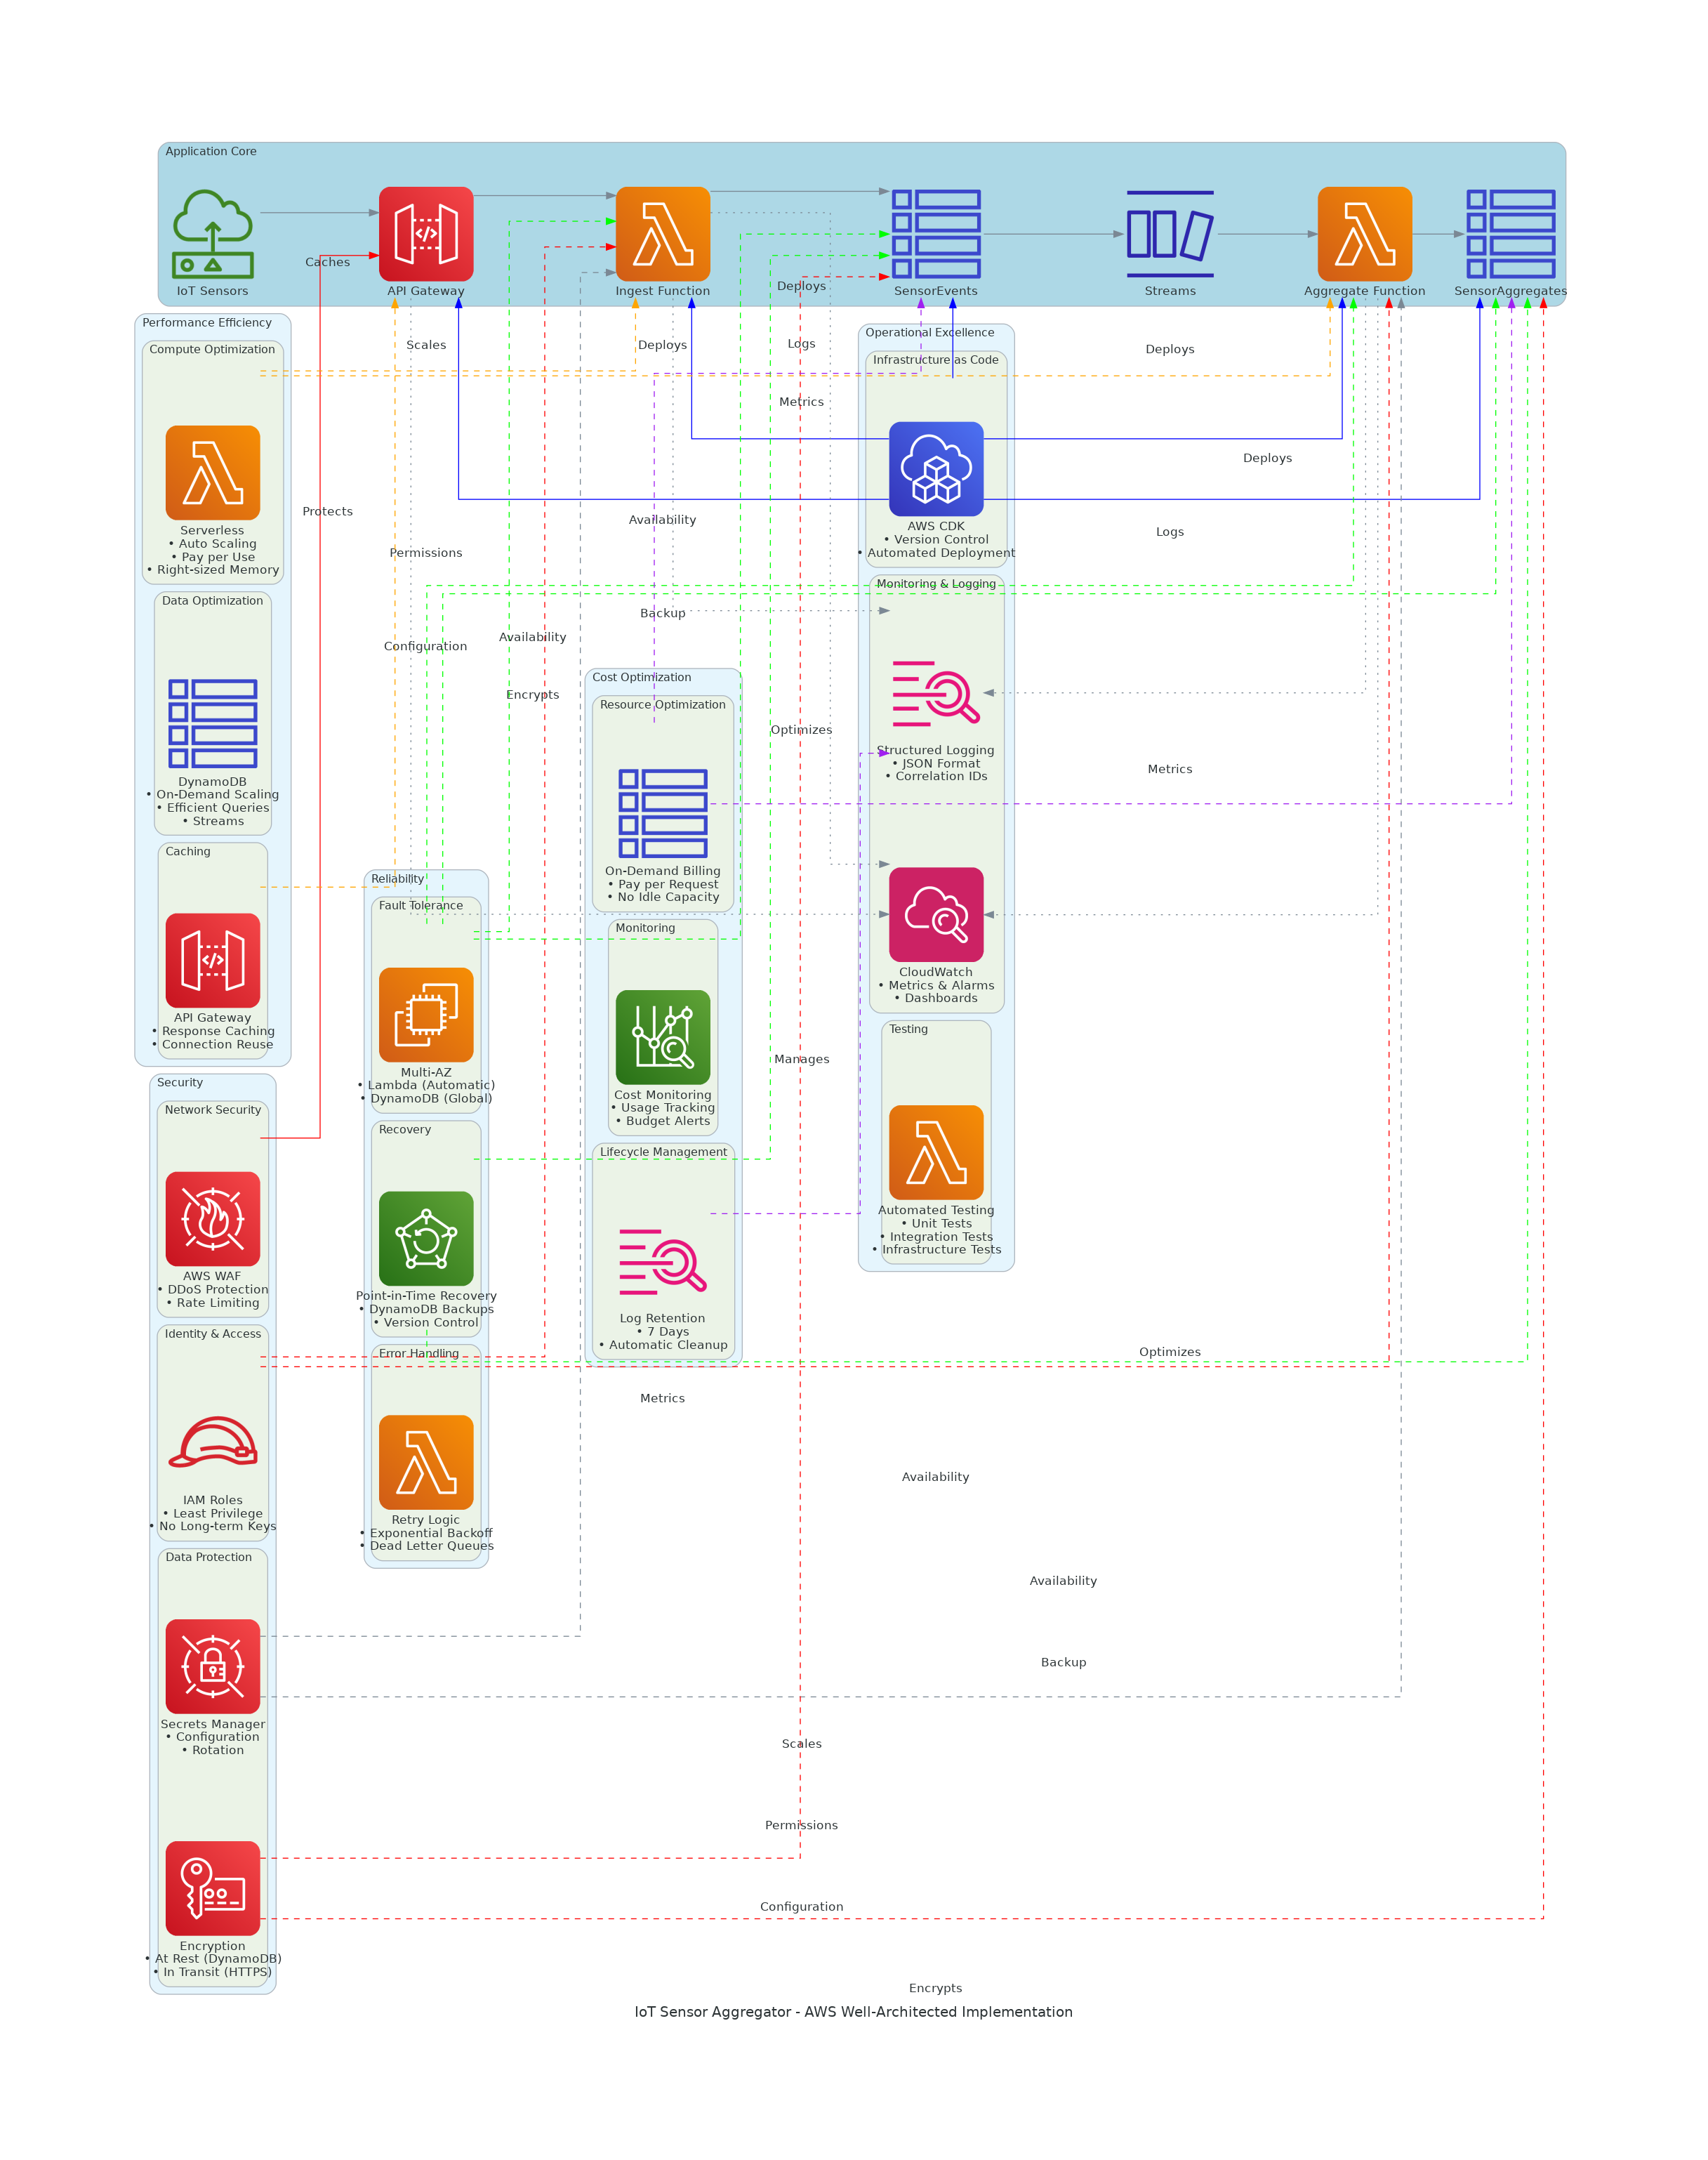 Application Core
IoT Sensors
API Gateway
Ingest Function
SensorEvents
Streams
Aggregate Function
SensorAggregates
Caches
Deploys
Scales
Deploys
Logs
Deploys
Metrics
Deploys
Protects
Availability
Logs
Permissions
Backup
Configuration
Availability
Encrypts
Optimizes
Metrics
Manages
Optimizes
Metrics
Availability
Availability
Backup
Scales
Permissions
Configuration
Encrypts
Performance Efficiency
Compute Optimization
Serverless
• Auto Scaling
• Pay per Use
• Right-sized Memory
Data Optimization
DynamoDB
• On-Demand Scaling
• Efficient Queries
• Streams
Caching
API Gateway
• Response Caching
• Connection Reuse
Security
Network Security
AWS WAF
• DDoS Protection
• Rate Limiting
Identity & Access
IAM Roles
• Least Privilege
• No Long-term Keys
Data Protection
Secrets Manager
• Configuration
• Rotation
Encryption
• At Rest (DynamoDB)
• In Transit (HTTPS)
Reliability
Fault Tolerance
Multi-AZ
• Lambda (Automatic)
• DynamoDB (Global)
Recovery
Point-in-Time Recovery
• DynamoDB Backups
• Version Control
Error Handling
Retry Logic
• Exponential Backoff
• Dead Letter Queues
Cost Optimization
Resource Optimization
On-Demand Billing
• Pay per Request
• No Idle Capacity
Monitoring
Cost Monitoring
• Usage Tracking
• Budget Alerts
Lifecycle Management
Log Retention
• 7 Days
• Automatic Cleanup
Operational Excellence
Infrastructure as Code
AWS CDK
• Version Control
• Automated Deployment
Monitoring & Logging
Structured Logging
• JSON Format
• Correlation IDs
CloudWatch
• Metrics & Alarms
• Dashboards
Testing
Automated Testing
• Unit Tests
• Integration Tests
• Infrastructure Tests
IoT Sensor Aggregator - AWS Well-Architected Implementation